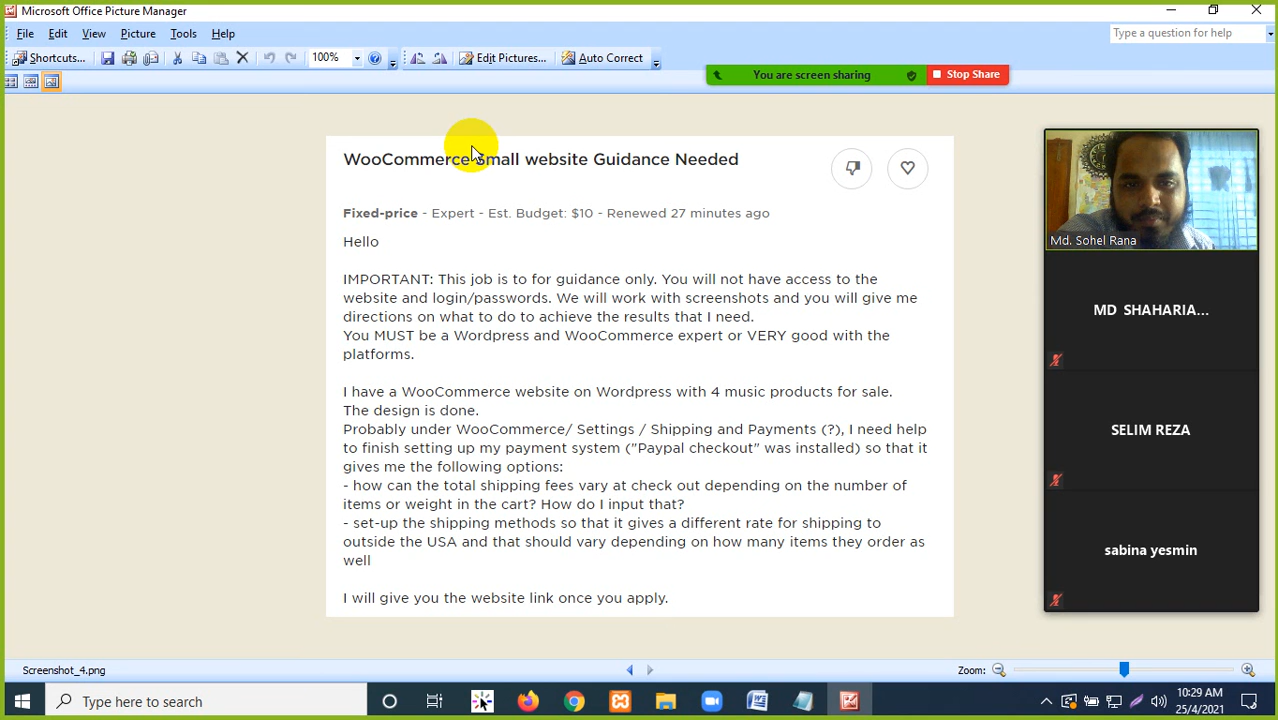 Microsoft Office Picture Manager
File Edit View Picture Tools Help
Type a question for help
Shortcuts... 100% Edit Pictures... Auto Correct
You are screen sharing Stop Share
WooCommerce Small website Guidance Needed
Fixed-price - Expert - Est. Budget: $10 - Renewed 27 minutes ago
Hello
IMPORTANT: This job is to for guidance only. You will not have access to the
website and login/passwords. We will work with screenshots and you will give me
directions on what to do to achieve the results that I need.
You MUST be a Wordpress and WooCommerce expert or VERY good with the
platforms.
I have a WooCommerce website on Wordpress with 4 music products for sale.
The design is done.
Probably under WooCommerce/ Settings / Shipping and Payments (?), I need help
to finish setting up my payment system ("Paypal checkout" was installed) so that it
gives me the following options:
- how can the total shipping fees vary at check out depending on the number of
items or weight in the cart? How do I input that?
- set-up the shipping methods so that it gives a different rate for shipping to
outside the USA and that should vary depending on how many items they order as
well
I will give you the website link once you apply.
Md. Sohel Rana
MD SHAHARIA...
SELIM REZA
sabina yesmin
Screenshot_4.png
Zoom:
Type here to search
10:29 AM
25/4/2021